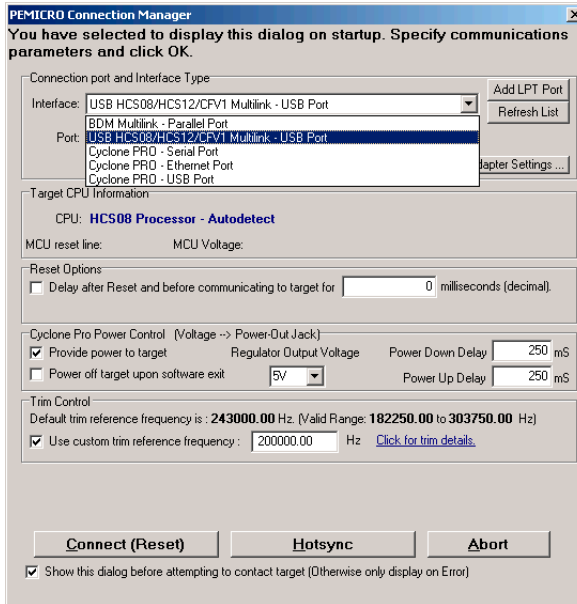 PEMICRO Connection Manager
You have selected to display this dialog on startup. Specify communications
parameters and click OK.
Connection port and Interface Type
Add LPT Port
Interface: USB HCS08/HCS12/CFV1 Multilink - USB Port
Refresh List
BDM Multilink - Parallel Port
Port: USB HCS08/HCS12/CFV1 Multilink - USB Port
Cyclone PRO - Serial Port
Cyclone PRO - Ethernet Port
dapter Settings ...
Cyclone PRO - USB Port
Target CPU Information
CPU: HCS08 Processor - Autodetect
MCU reset line: MCU Voltage:
Reset Options
Delay after Reset and before communicating to target for 0 milliseconds (decimal).
Cyclone Pro Power Control (Voltage --> Power-Out Jack)
Provide power to target Regulator Output Voltage Power Down Delay 250 mS
Power off target upon software exit 5V Power Up Delay 250 mS
Trim Control
Default trim reference frequency is : 243000.00 Hz. (Valid Range: 182250.00 to 303750.00 Hz)
Use custom trim reference frequency : 200000.00 Hz Click for trim details.
Connect (Reset) Hotsync Abort
Show this dialog before attempting to contact target (Otherwise only display on Error)